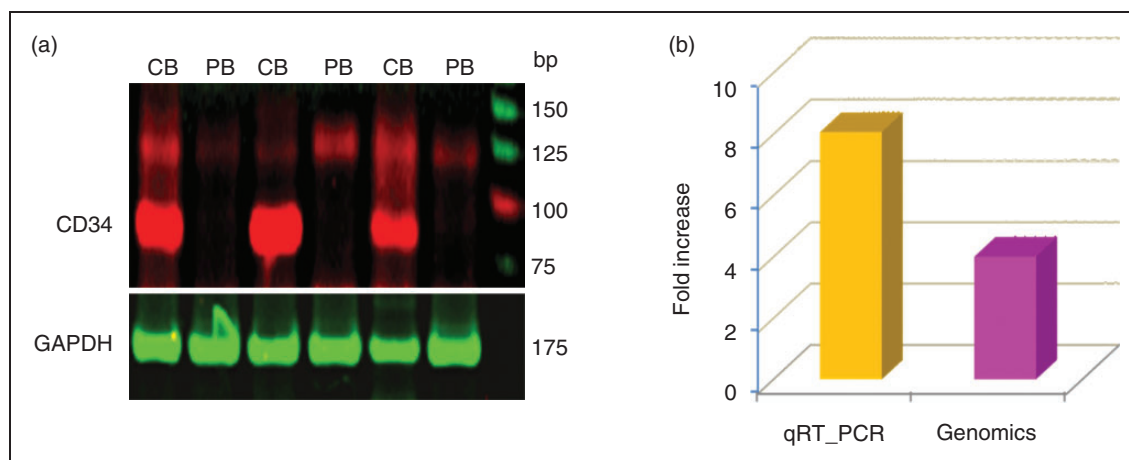 (a)
CB PB CB PB CB PB bp
150
125
CD34
100
75
GAPDH
175
(b)
Fold increase
10
8
6
4
2
0
qRT_PCR Genomics